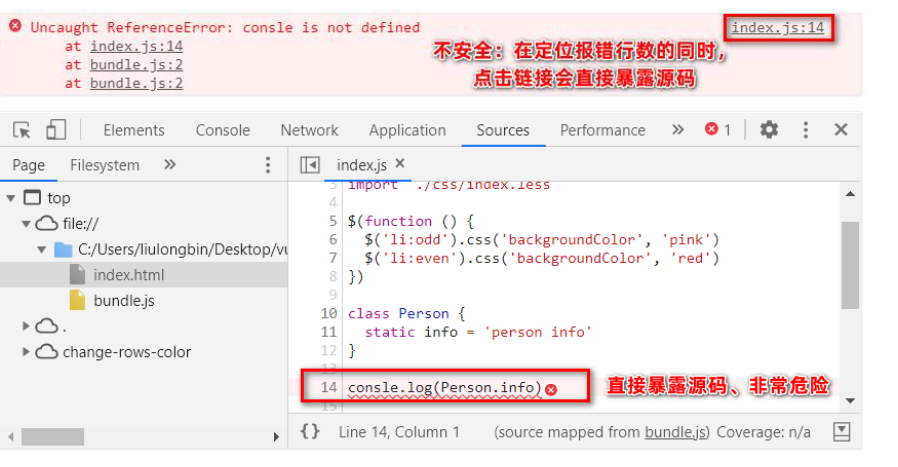 Uncaught ReferenceError: consle is not defined
index.js:14
at index.js:14
at bundle.js:2
at bundle.js:2
不安全：在定位报错行数的同时，
点击链接会直接暴露源码
Elements Console Network Application Sources Performance » 1
Page Filesystem »
index.js ×
top
file://
C:/Users/liulongbin/Desktop/vu
index.html
bundle.js
.
change-rows-color
3 import './css/index.less
4
5 $(function () {
6 $('li:odd').css('backgroundColor', 'pink')
7 $('li:even').css('backgroundColor', 'red')
8 })
9
10 class Person {
11 static info = 'person info'
12 }
13
14 consle.log(Person.info)
15
直接暴露源码、非常危险
{} Line 14, Column 1 (source mapped from bundle.js) Coverage: n/a